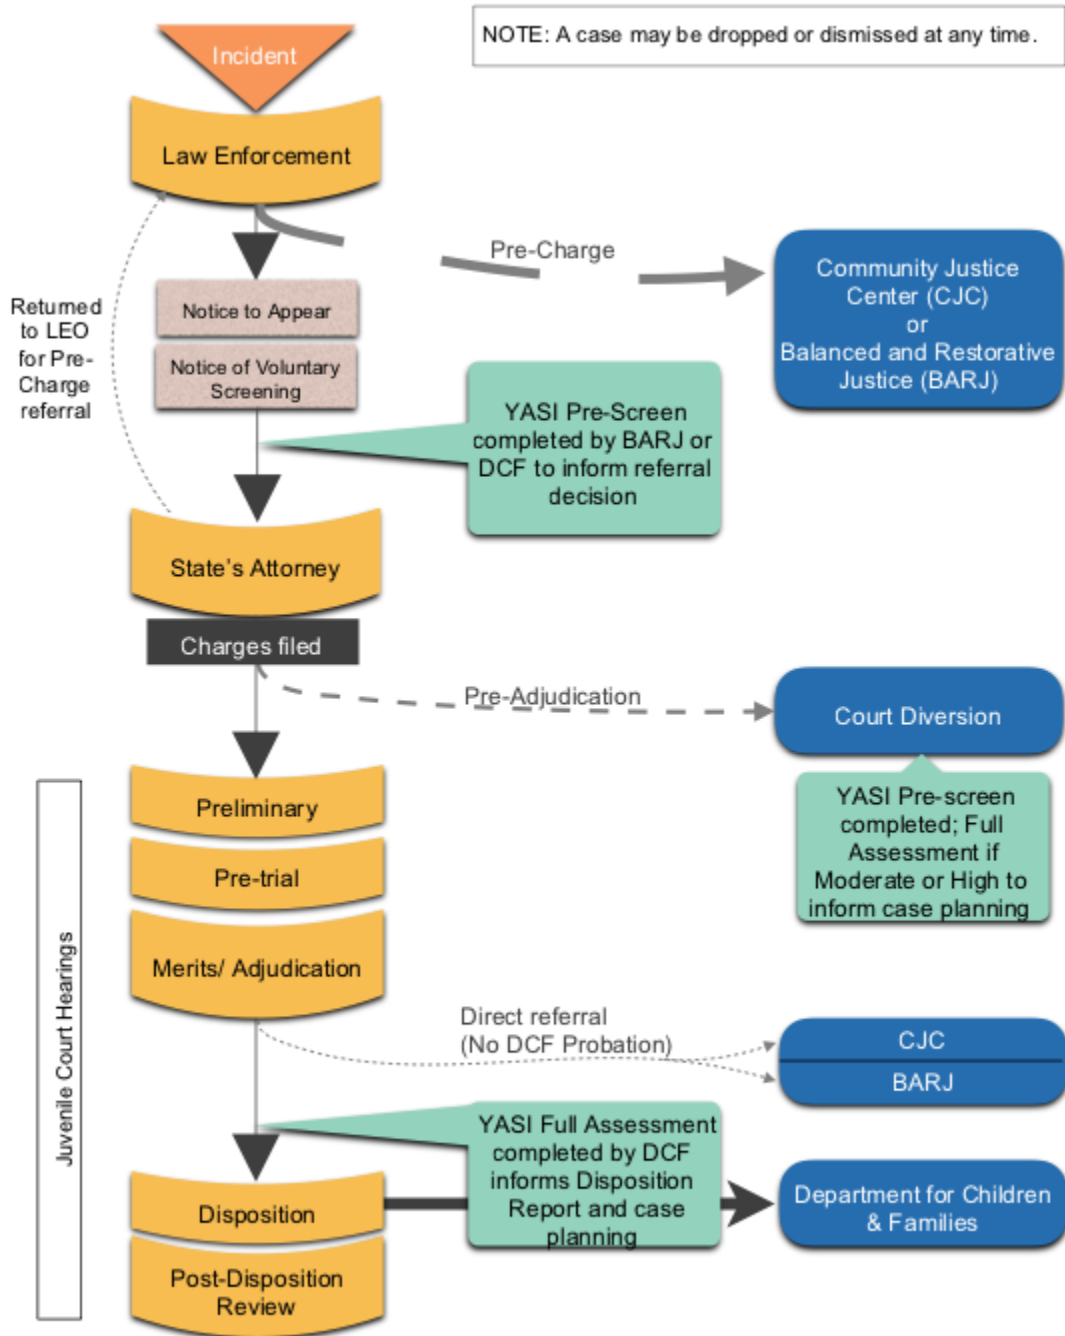 Incident
NOTE: A case may be dropped or dismissed at any time.
Law Enforcement
Pre-Charge
Community Justice
Center (CJC)
or
Balanced and Restorative
Justice (BARJ)
Returned
to LEO
for Pre-
Charge
referral
Notice to Appear
Notice of Voluntary
Screening
YASI Pre-Screen
completed by BARJ or
DCF to inform referral
decision
State's Attorney
Charges filed
Pre-Adjudication
Court Diversion
YASI Pre-screen
completed; Full
Assessment if
Moderate or High to
inform case planning
Juvenile Court Hearings
Preliminary
Pre-trial
Merits/ Adjudication
Direct referral
(No DCF Probation)
CJC
BARJ
YASI Full Assessment
completed by DCF
informs Disposition
Report and case
planning
Disposition
Department for Children
& Families
Post-Disposition
Review